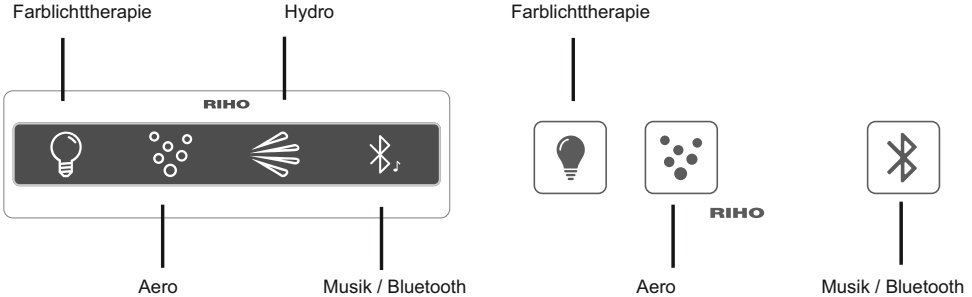 Farblichttherapie Hydro Farblichttherapie
RIHO
RIHO
Aero Musik / Bluetooth Aero Musik / Bluetooth